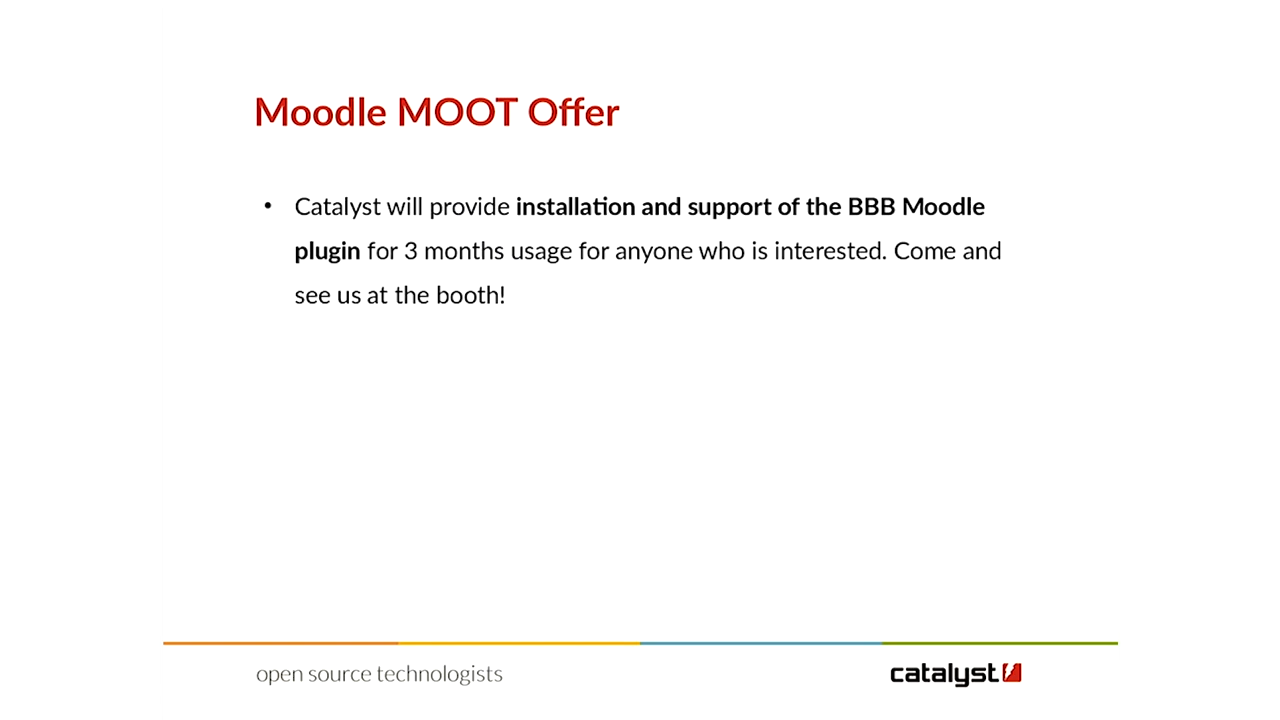 Moodle MOOT Offer
• Catalyst will provide installation and support of the BBB Moodle
plugin for 3 months usage for anyone who is interested. Come and
see us at the booth!
open source technologists
catalyst